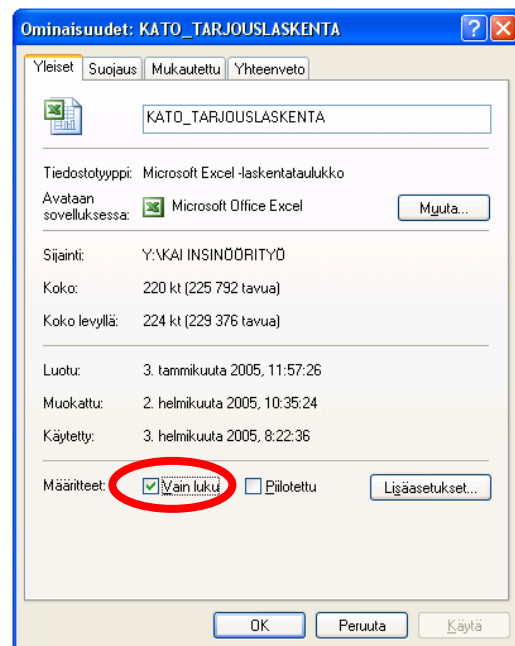 Ominaisuudet: KATO_TARJOUSLASKENTA
Yleiset Suojaus Mukautettu Yhteenveto
KATO_TARJOUSLASKENTA
Tiedostotyyppi: Microsoft Excel -laskentataulukko
Avataan sovelluksessa: Microsoft Office Excel Muuta...
Sijainti: Y:\KAI INSINÖÖRITYÖ
Koko: 220 kt (225 792 tavua)
Koko levyllä: 224 kt (229 376 tavua)
Luotu: 3. tammikuuta 2005, 11:57:26
Muokattu: 2. helmikuuta 2005, 10:35:24
Käytetty: 3. helmikuuta 2005, 8:22:36
Määritteet: Vain luku Piilotettu Lisäasetukset...
OK Peruuta Käytä